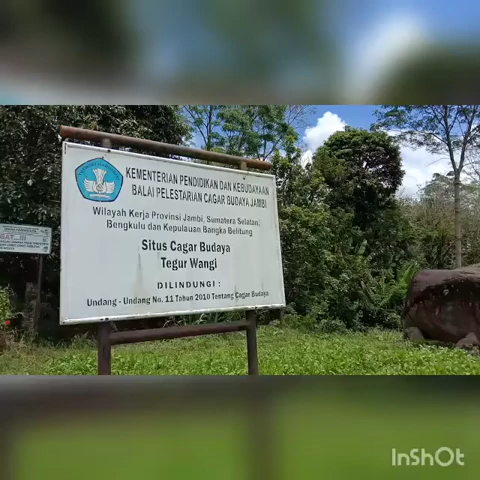 KEMENTERIAN PENDIDIKAN DAN KEBUDAYAAN
BALAI PELESTARIAN CAGAR BUDAYA JAMBI
Wilayah Kerja Provinsi Jambi, Sumatera Selatan,
Bengkulu dan Kepulauan Bangka Belitung
Situs Cagar Budaya
Tegur Wangi
DILINDUNGI :
Undang - Undang No. 11 Tahun 2010 Tentang Cagar Budaya
InShOt